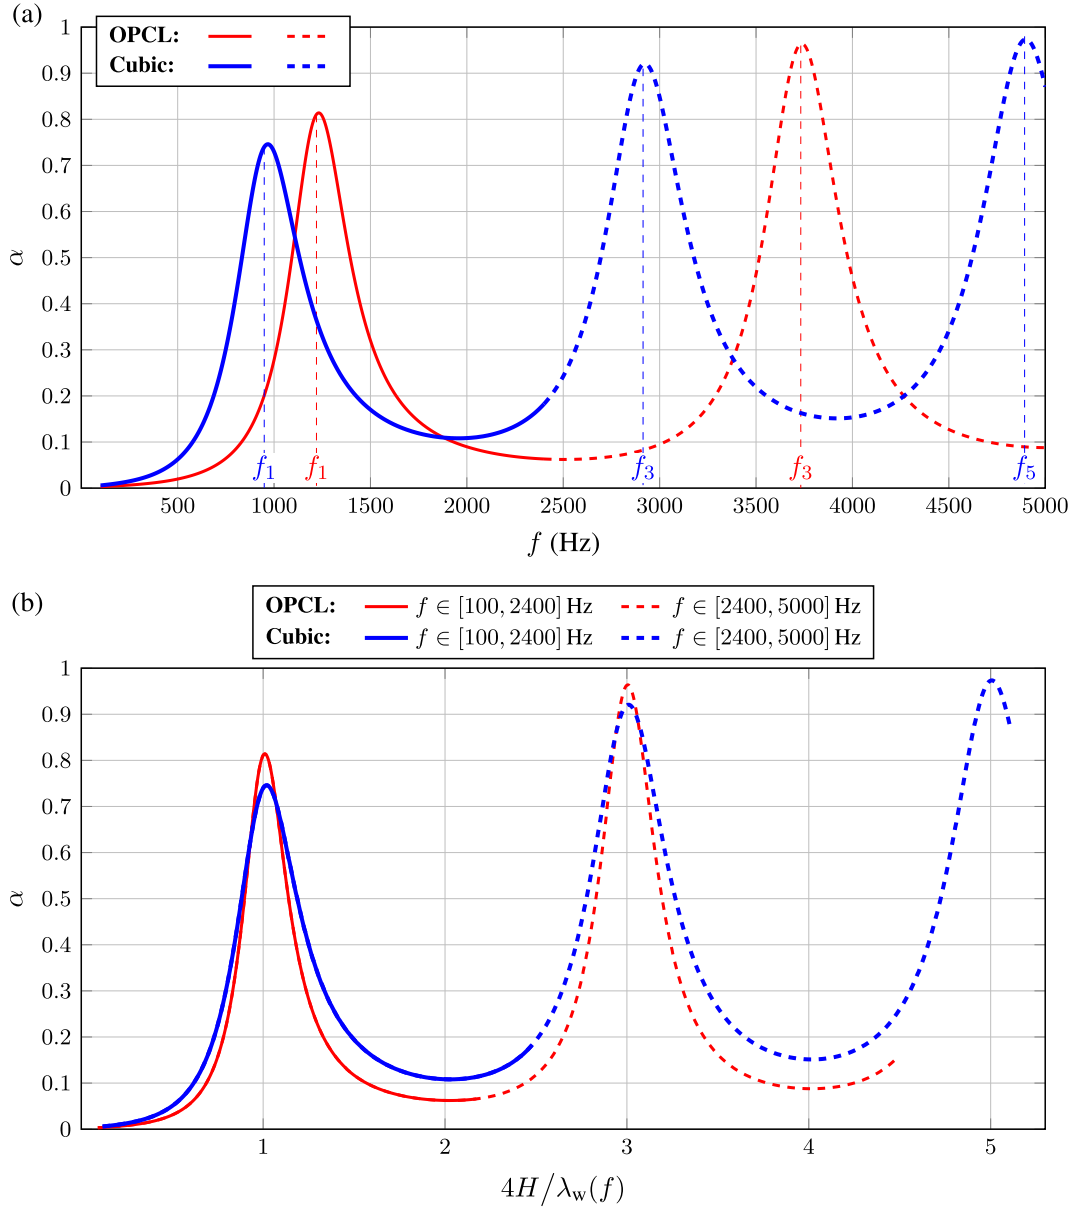 (a)
OPCL:
Cubic:
1
0.9
0.8
0.7
0.6
0.5
0.4
0.3
0.2
0.1
0
α
f₁ f₁ f₃ f₃ f₅
500 1000 1500 2000 2500 3000 3500 4000 4500 5000
f (Hz)
(b)
OPCL: f ∈ [100, 2400] Hz f ∈ [2400, 5000] Hz
Cubic: f ∈ [100, 2400] Hz f ∈ [2400, 5000] Hz
1
0.9
0.8
0.7
0.6
0.5
0.4
0.3
0.2
0.1
0
α
1 2 3 4 5
4H/λ_w(f)